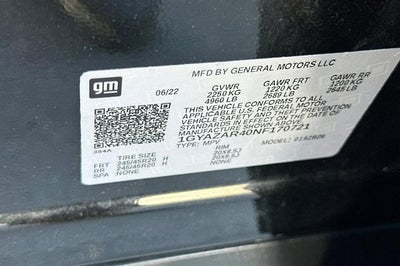 gm
MFD BY GENERAL MOTORS LLC
06/22 GVWR GAWR FRT GAWR RR
2250 KG 1220 KG 1200 KG
4960 LB 2689 LB 2645 LB
THIS VEHICLE CONFORMS TO ALL
APPLICABLE U.S. FEDERAL MOTOR
VEHICLE SAFETY AND THEFT
PREVENTION STANDARDS IN
EFFECT ON THE DATE OF
MANUFACTURE SHOWN ABOVE.
1GYAZAR40NF170721
TYPE: MPV MODEL:
TIRE SIZE RIM
FRT 245/45R20 H 20X8.5J
RR 245/45R20 H 20X8.5J
SPA NONE NONE